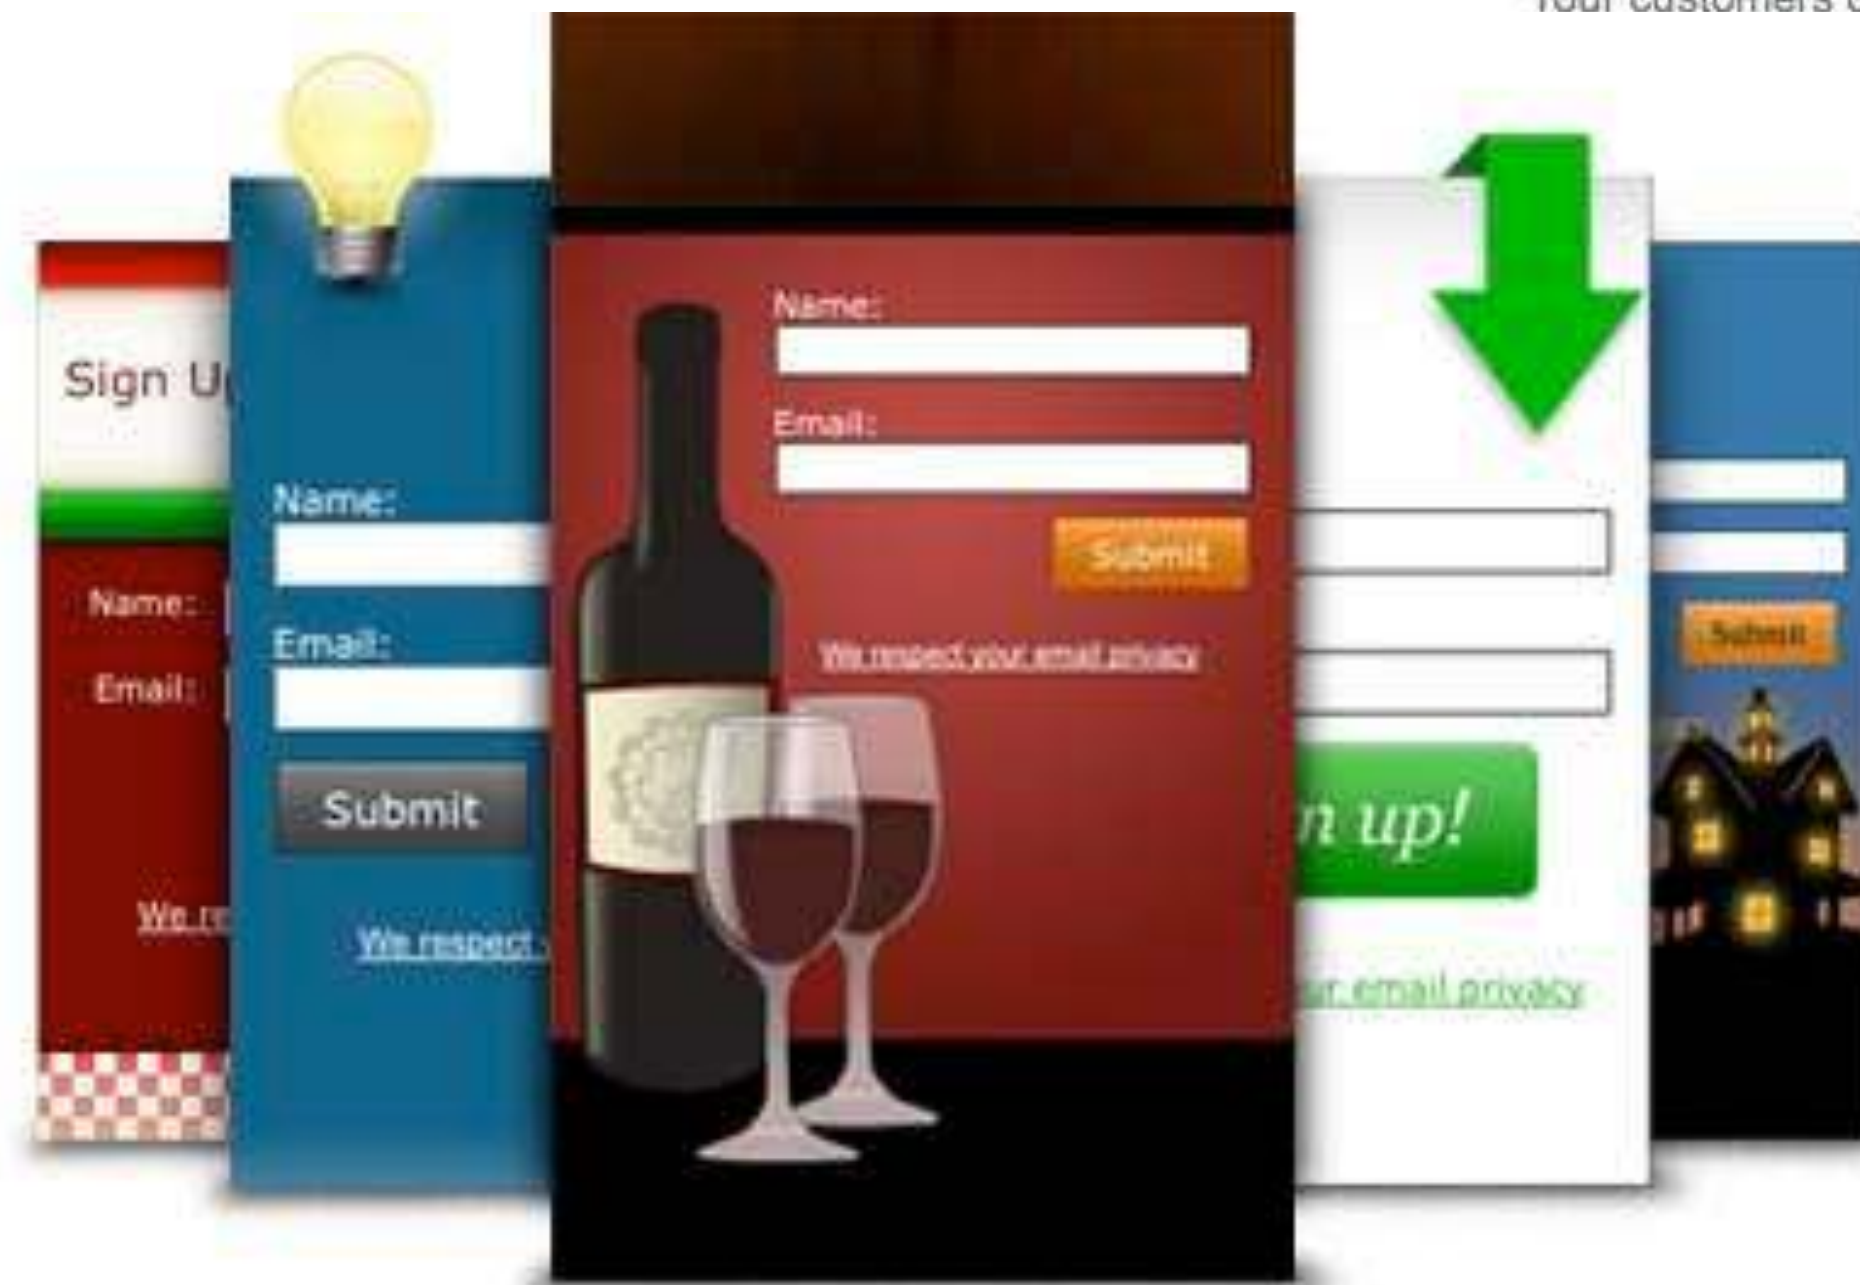 Your customers
Sign U
Name:
Email:
We re
Name:
Email:
Submit
We respect
Name:
Email:
Submit
We respect your email privacy
n up!
ur email privacy
Submit